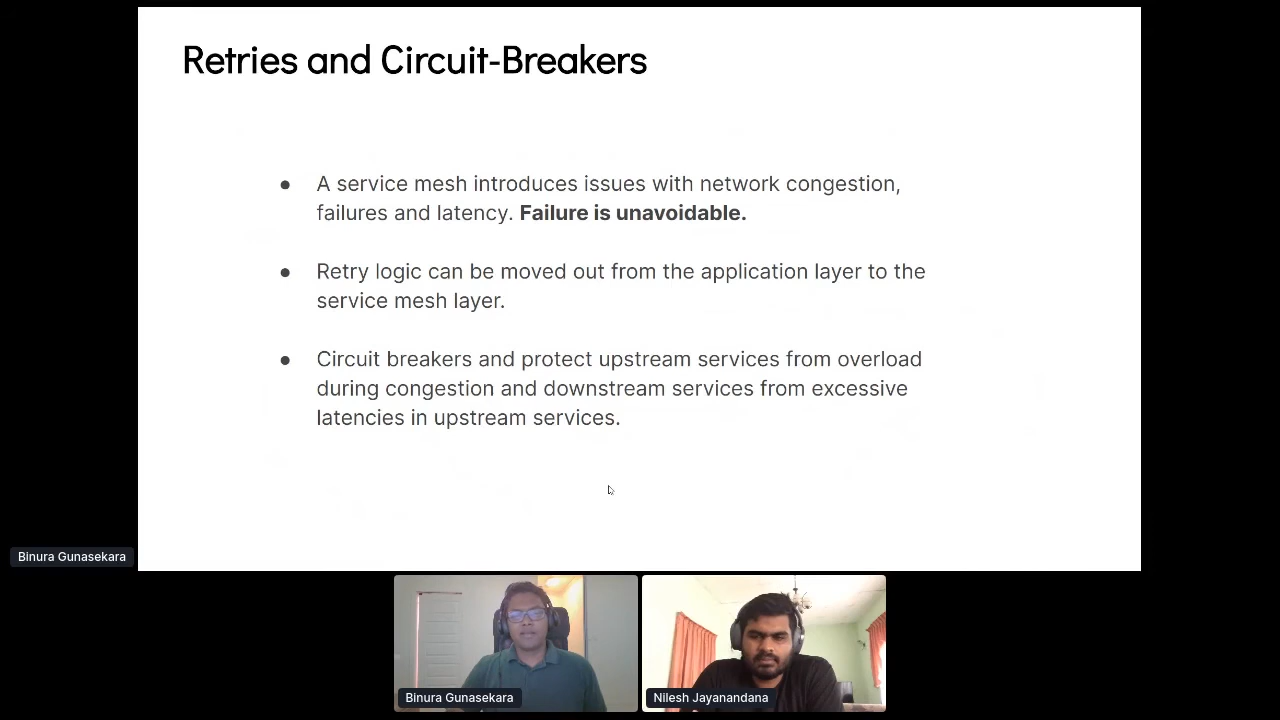 Retries and Circuit-Breakers
● A service mesh introduces issues with network congestion,
failures and latency. Failure is unavoidable.
● Retry logic can be moved out from the application layer to the
service mesh layer.
● Circuit breakers and protect upstream services from overload
during congestion and downstream services from excessive
latencies in upstream services.
Binura Gunasekara
Binura Gunasekara
Nilesh Jayanandana